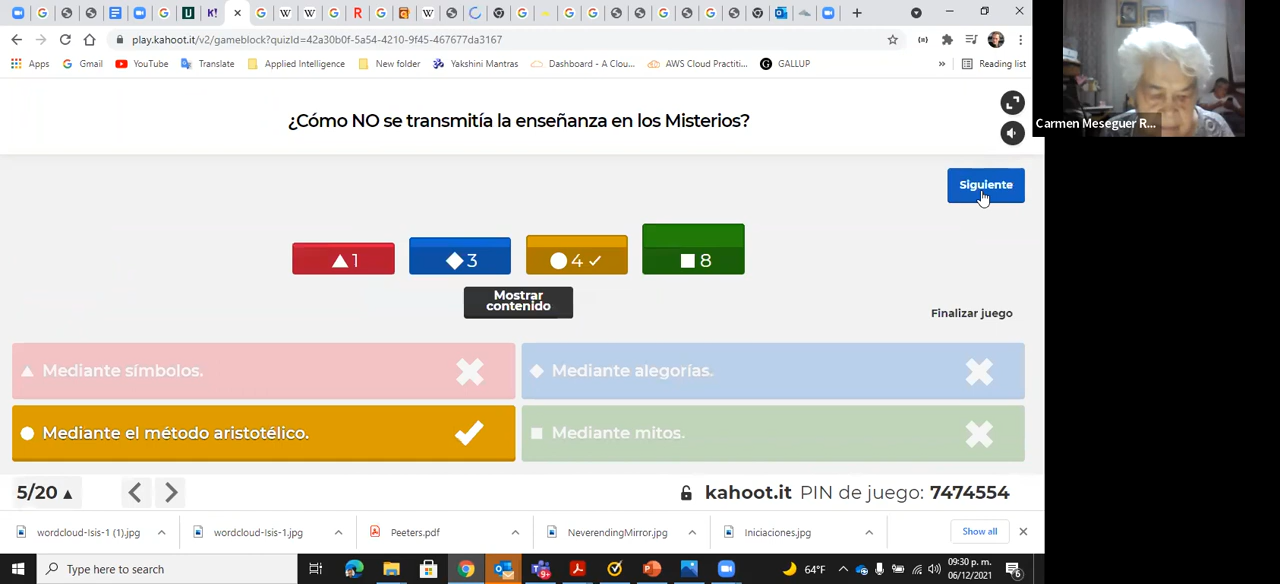 play.kahoot.it/v2/gameblock?quizId=42a30b0f-5a54-4210-9f45-467677da3167
Apps Gmail YouTube Translate Applied Intelligence New folder Yakshini Mantras Dashboard - A Clou... AWS Cloud Practiti... GALLUP » Reading list
Carmen Meseguer R...
¿Cómo NO se transmitía la enseñanza en los Misterios?
Siguiente
1 3 4 8
Mostrar
contenido
Finalizar juego
Mediante símbolos. Mediante alegorías.
Mediante el método aristotélico. Mediante mitos.
5/20 kahoot.it PIN de juego: 7474554
wordcloud-Isis-1 (1).jpg wordcloud-Isis-1.jpg Peeters.pdf NeverendingMirror.jpg Iniciaciones.jpg Show all
Type here to search 64°F 09:30 p. m.
06/12/2021 6